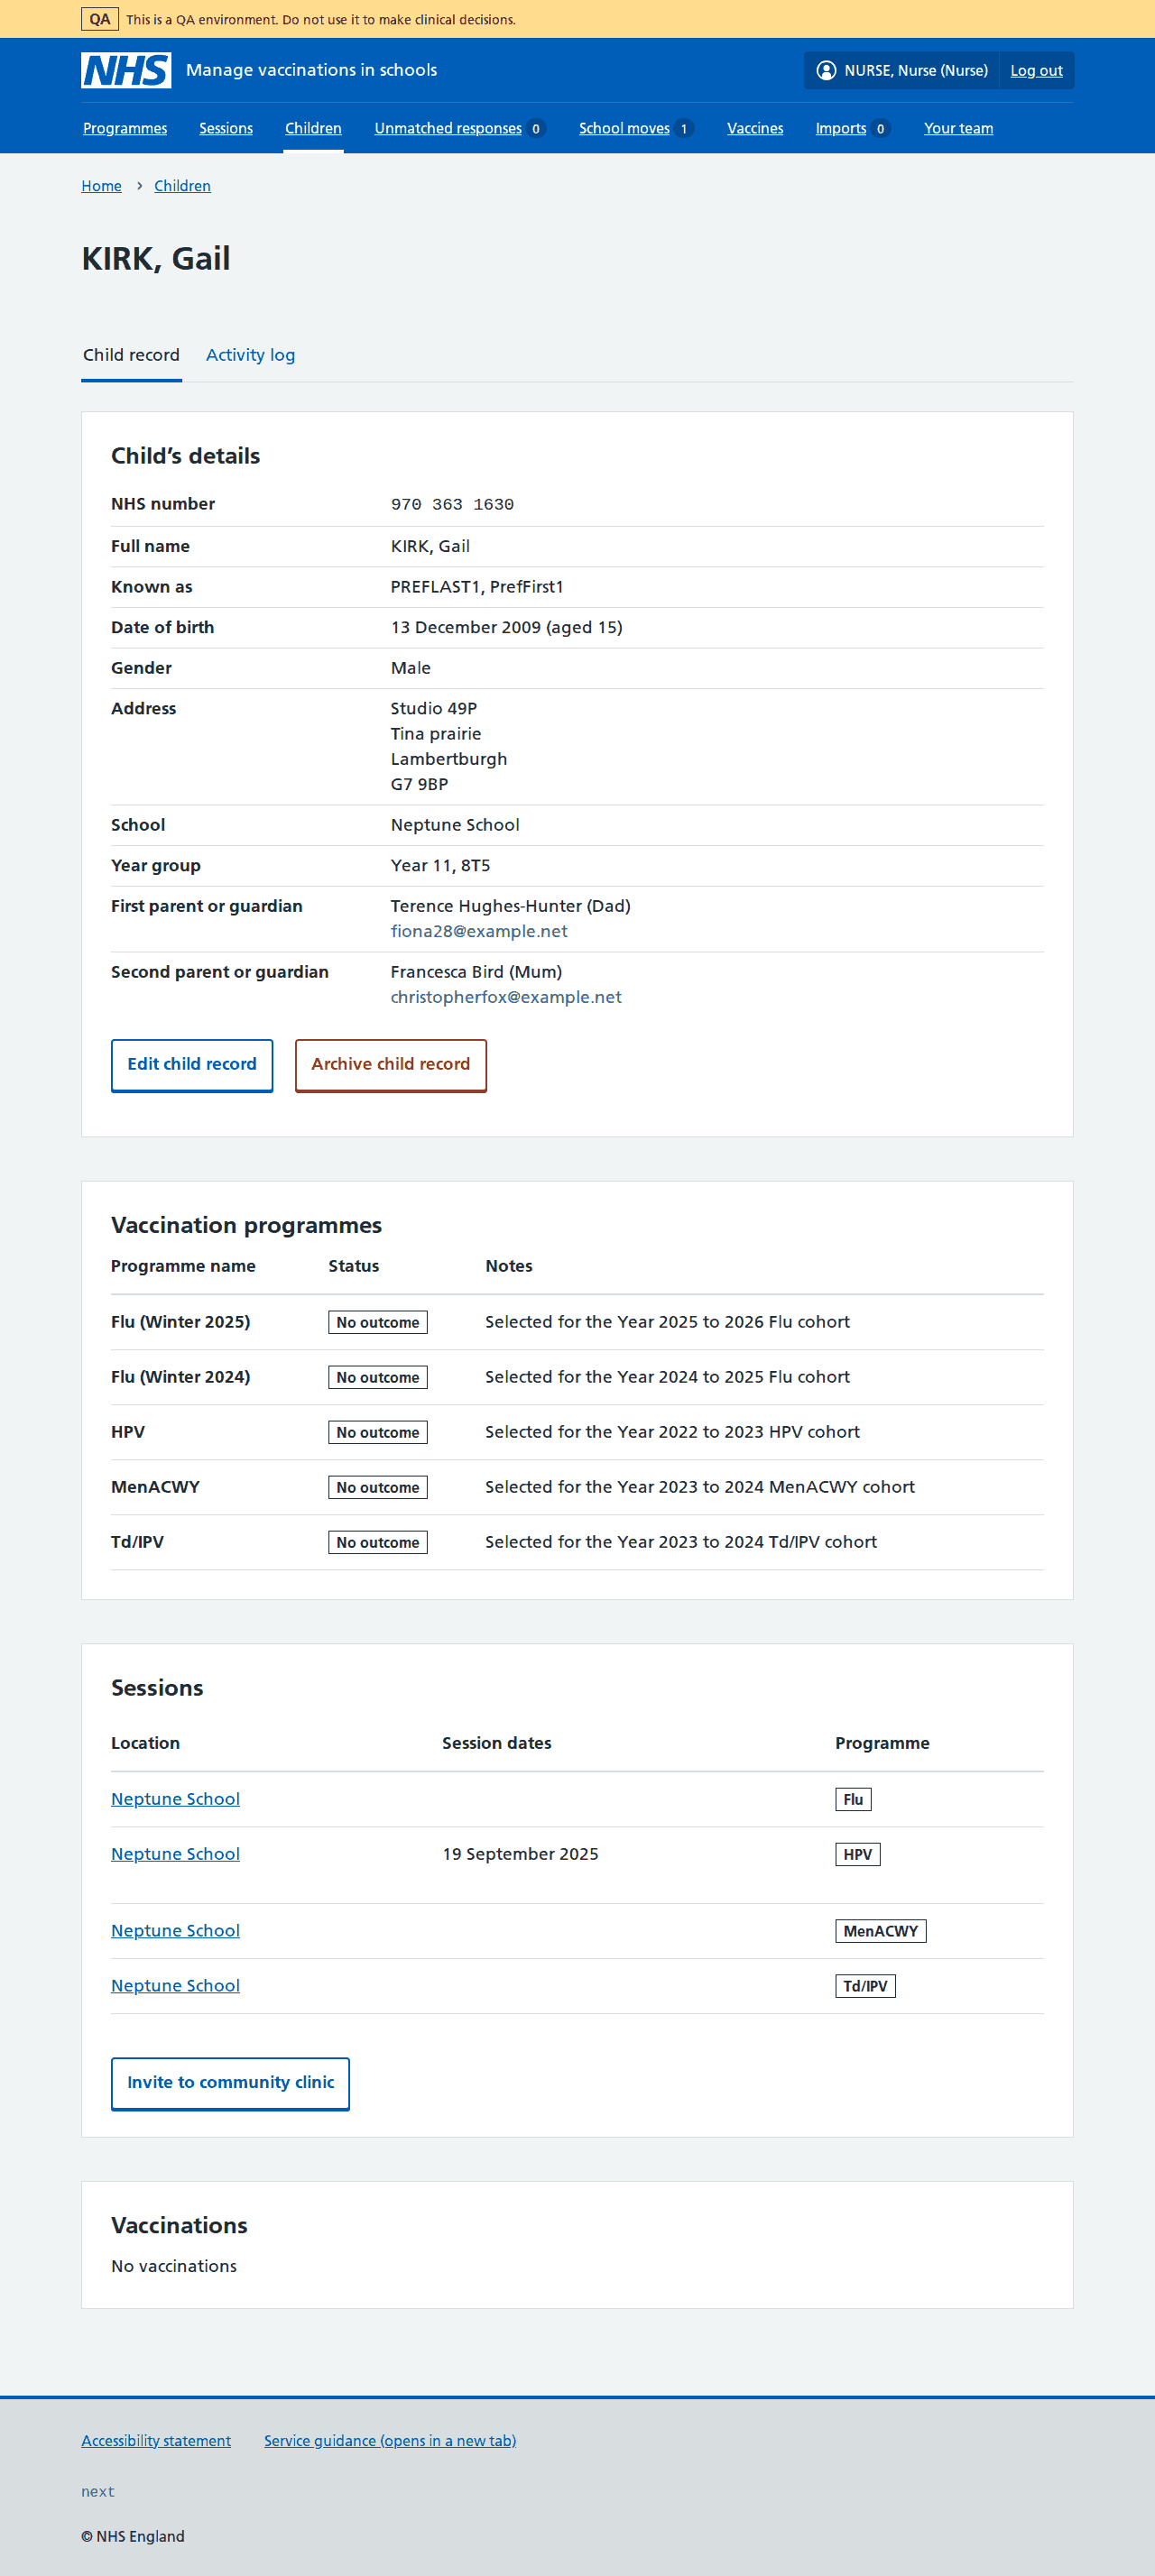 QA This is a QA environment. Do not use it to make clinical decisions.
NHS Manage vaccinations in schools NURSE, Nurse (Nurse) Log out
Programmes Sessions Children Unmatched responses 0 School moves 1 Vaccines Imports 0 Your team
Home › Children
KIRK, Gail
Child record Activity log
Child’s details
NHS number 970 363 1630
Full name KIRK, Gail
Known as PREFLAST1, PrefFirst1
Date of birth 13 December 2009 (aged 15)
Gender Male
Address Studio 49P
Tina prairie
Lambertburgh
G7 9BP
School Neptune School
Year group Year 11, 8T5
First parent or guardian Terence Hughes-Hunter (Dad)
fiona28@example.net
Second parent or guardian Francesca Bird (Mum)
christopherfox@example.net
Edit child record Archive child record
Vaccination programmes
Programme name Status Notes
Flu (Winter 2025) No outcome Selected for the Year 2025 to 2026 Flu cohort
Flu (Winter 2024) No outcome Selected for the Year 2024 to 2025 Flu cohort
HPV No outcome Selected for the Year 2022 to 2023 HPV cohort
MenACWY No outcome Selected for the Year 2023 to 2024 MenACWY cohort
Td/IPV No outcome Selected for the Year 2023 to 2024 Td/IPV cohort
Sessions
Location Session dates Programme
Neptune School Flu
Neptune School 19 September 2025 HPV
Neptune School MenACWY
Neptune School Td/IPV
Invite to community clinic
Vaccinations
No vaccinations
Accessibility statement Service guidance (opens in a new tab)
next
© NHS England